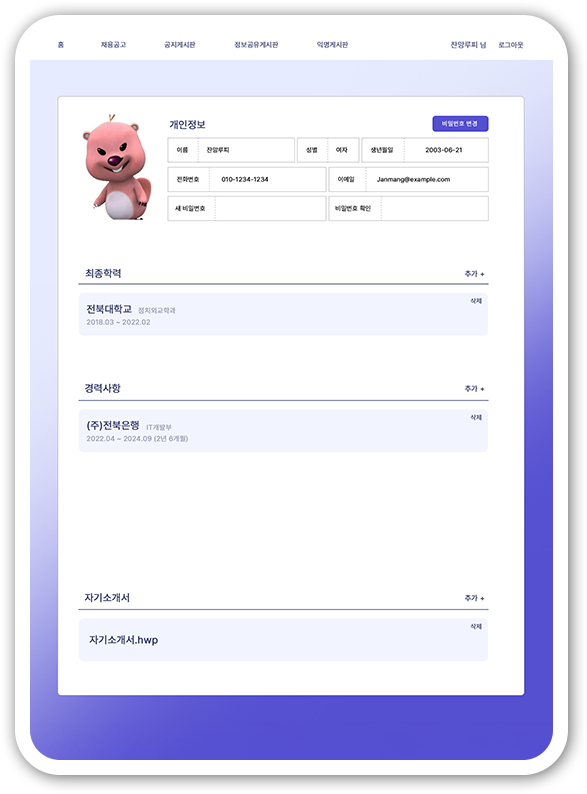 홈 채용공고 공지게시판 정보공유게시판 익명게시판 잔망루피 님 로그아웃
개인정보 비밀번호 변경
이름 잔망루피 성별 여자 생년월일 2003-06-21
전화번호 010-1234-1234 이메일 Janmang@example.com
새 비밀번호 비밀번호 확인
최종학력 추가 +
삭제
전북대학교 정치외교학과
2018.03 ~ 2022.02
경력사항 추가 +
삭제
(주)전북은행 IT개발부
2022.04 ~ 2024.09 (2년 6개월)
자기소개서 추가 +
삭제
자기소개서.hwp